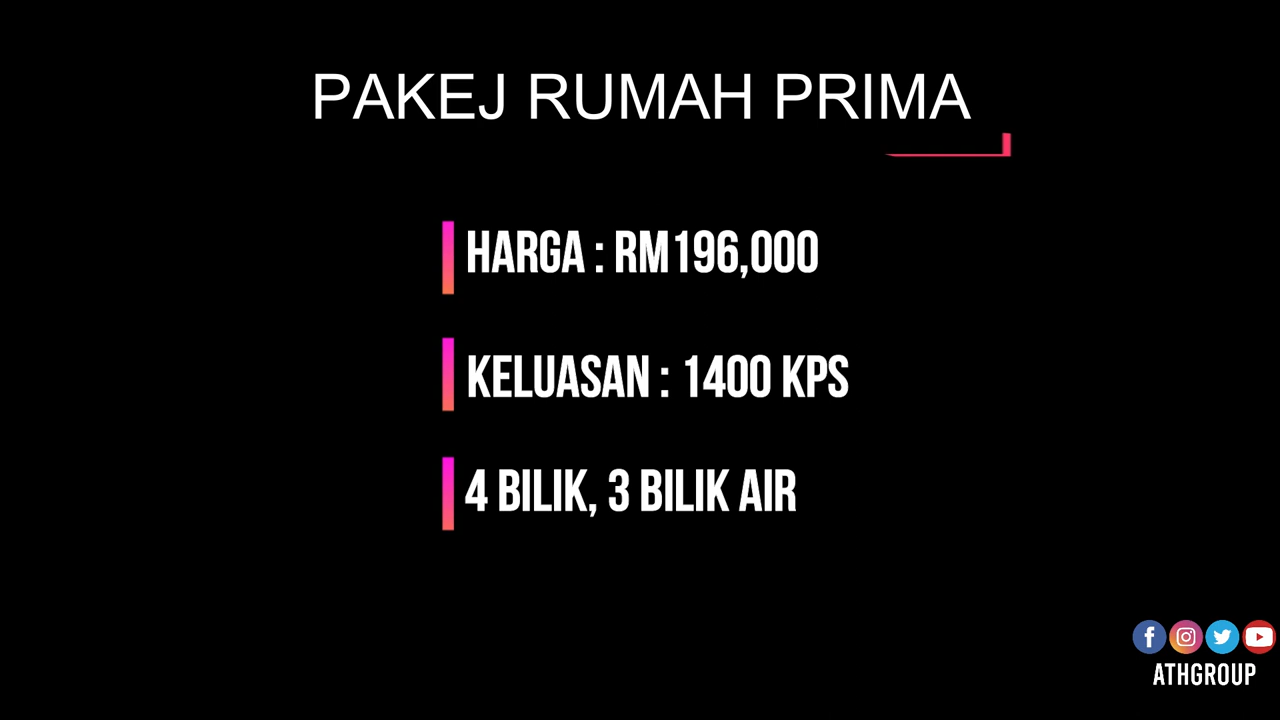 PAKEJ RUMAH PRIMA
HARGA : RM196,000
KELUASAN : 1400 KPS
4 BILIK, 3 BILIK AIR
ATHGROUP